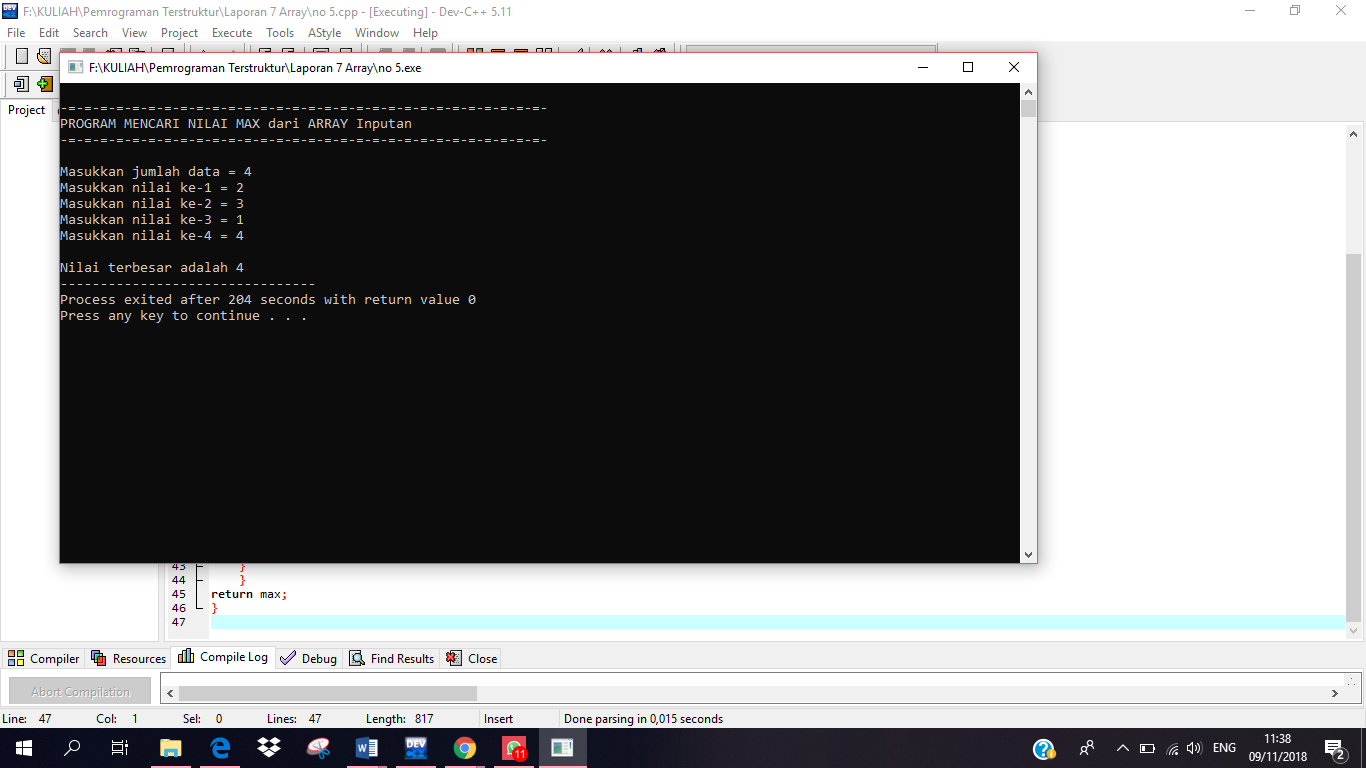 F:\KULIAH\Pemrograman Terstruktur\Laporan 7 Array\no 5.cpp - [Executing] - Dev-C++ 5.11
File Edit Search View Project Execute Tools AStyle Window Help
F:\KULIAH\Pemrograman Terstruktur\Laporan 7 Array\no 5.exe
Project
-=-=-=-=-=-=-=-=-=-=-=-=-=-=-=-=-=-=-=-=-=-=-=-=-=-=-=-=-=-=-
PROGRAM MENCARI NILAI MAX dari ARRAY Inputan
-=-=-=-=-=-=-=-=-=-=-=-=-=-=-=-=-=-=-=-=-=-=-=-=-=-=-=-=-=-=-
Masukkan jumlah data = 4
Masukkan nilai ke-1 = 2
Masukkan nilai ke-2 = 3
Masukkan nilai ke-3 = 1
Masukkan nilai ke-4 = 4
Nilai terbesar adalah 4
--------------------------------
Process exited after 204 seconds with return value 0
Press any key to continue . . .
43 }
44 }
45 return max;
46 }
47
Compiler Resources Compile Log Debug Find Results Close
Abort Compilation
Line: 47 Col: 1 Sel: 0 Lines: 47 Length: 817 Insert Done parsing in 0,015 seconds
DEV 11 ENG 11:38
09/11/2018 2